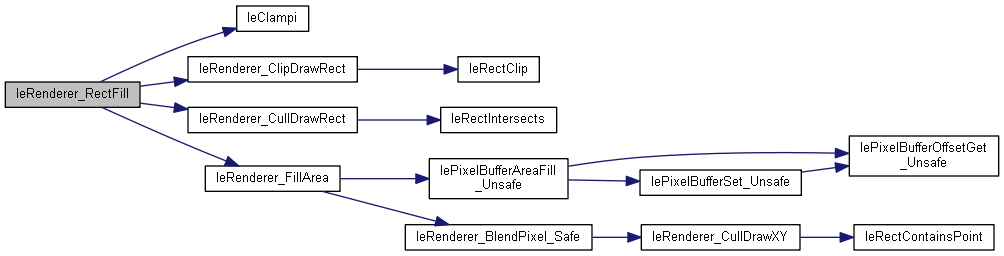 leClampi
leRenderer_ClipDrawRect
leRectClip
leRenderer_RectFill
leRenderer_CullDrawRect
leRectIntersects
lePixelBufferOffsetGet
_Unsafe
leRenderer_FillArea
lePixelBufferAreaFill
_Unsafe
lePixelBufferSet_Unsafe
leRenderer_BlendPixel_Safe
leRenderer_CullDrawXY
leRectContainsPoint